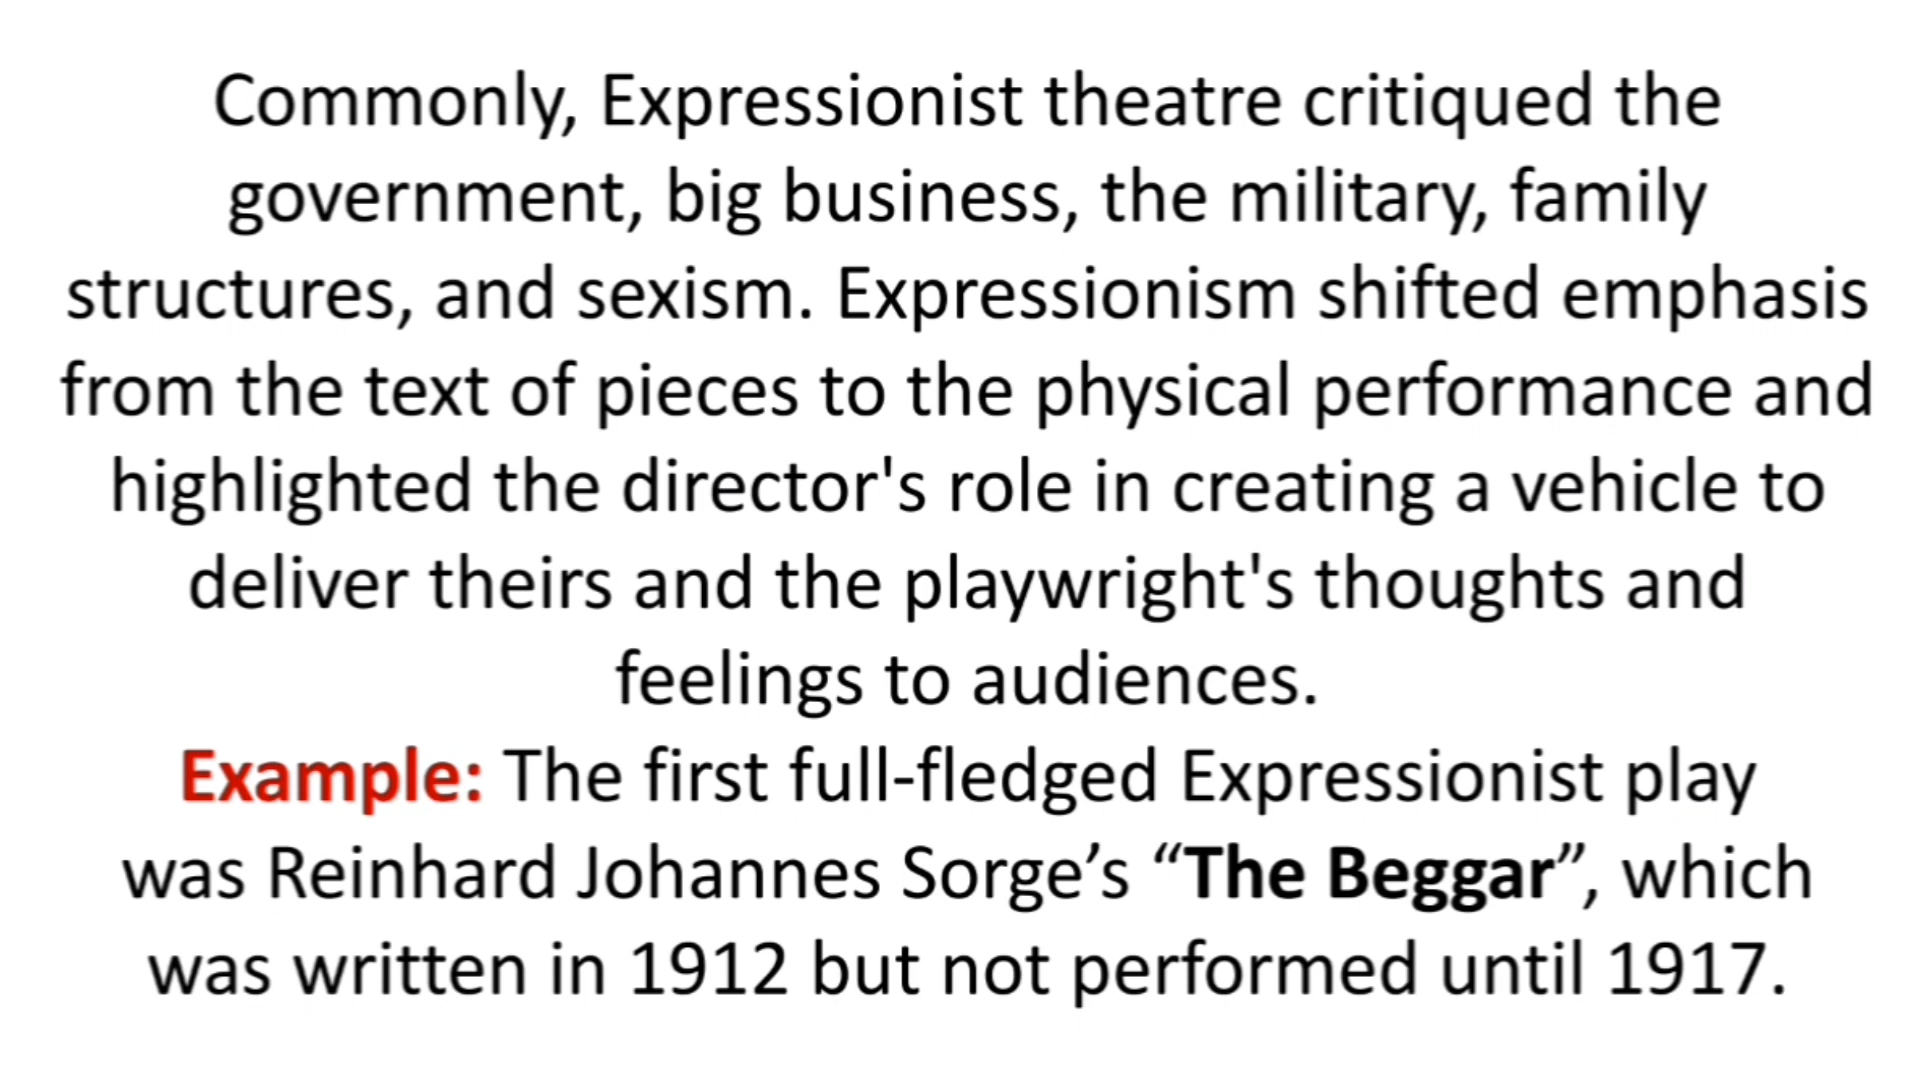 Commonly, Expressionist theatre critiqued the
government, big business, the military, family
structures, and sexism. Expressionism shifted emphasis
from the text of pieces to the physical performance and
highlighted the director's role in creating a vehicle to
deliver theirs and the playwright's thoughts and
feelings to audiences.
Example: The first full-fledged Expressionist play
was Reinhard Johannes Sorge’s “The Beggar”, which
was written in 1912 but not performed until 1917.